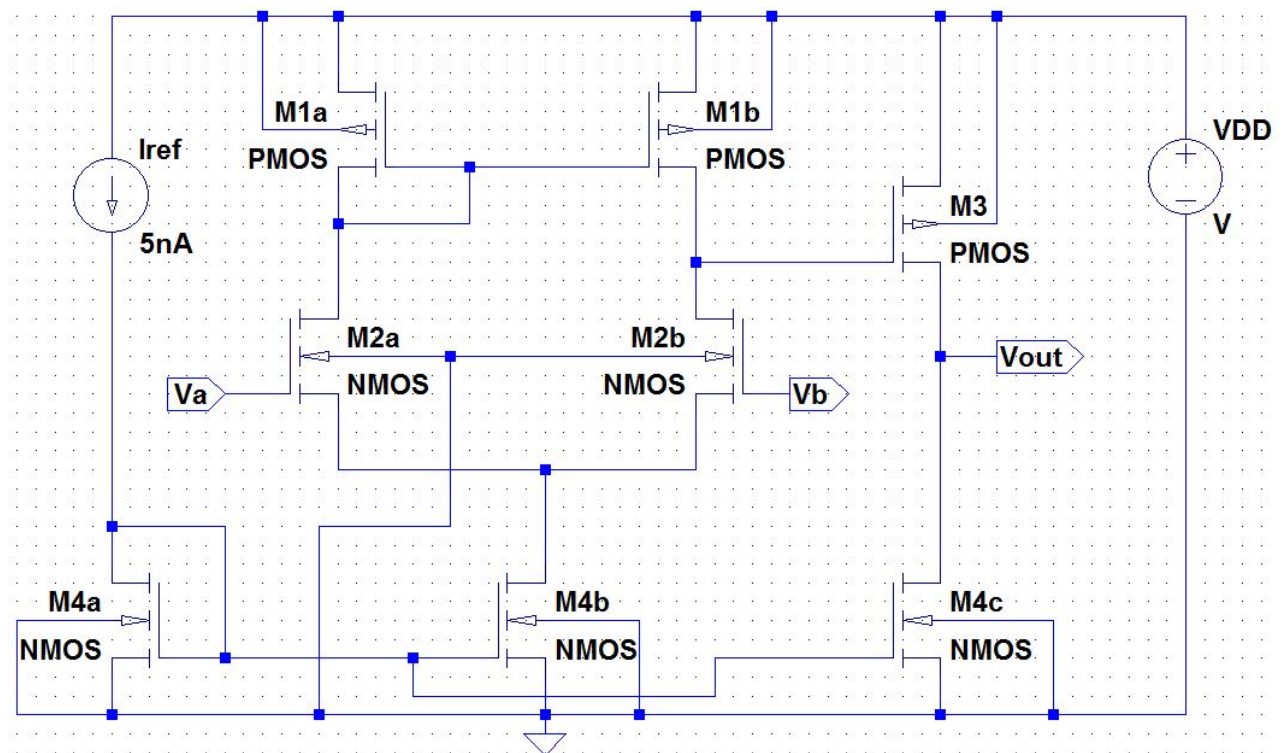 M1a
PMOS
M1b
PMOS
Iref
5nA
VDD
V
M3
PMOS
M2a
NMOS
M2b
NMOS
Va
Vb
Vout
M4a
NMOS
M4b
NMOS
M4c
NMOS